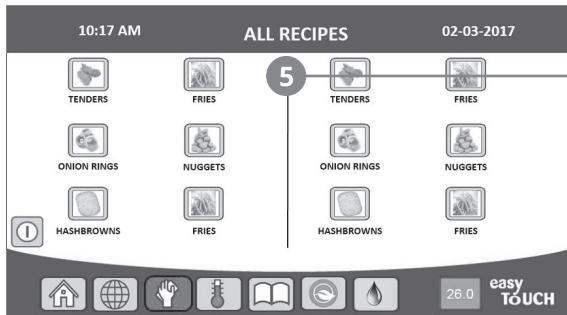 10:17 AM ALL RECIPES 02-03-2017
5
TENDERS FRIES TENDERS FRIES
ONION RINGS NUGGETS ONION RINGS NUGGETS
HASHBROWNS FRIES HASHBROWNS FRIES
26.0 easy
ToUCH